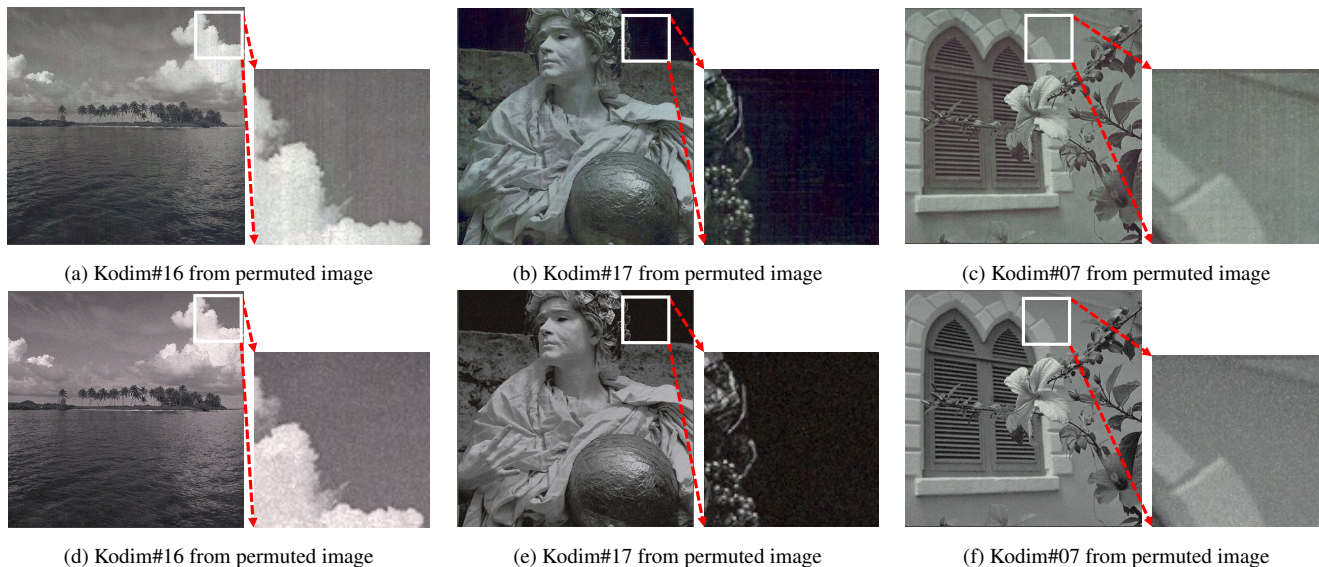 (a) Kodim#16 from permuted image
(b) Kodim#17 from permuted image
(c) Kodim#07 from permuted image
(d) Kodim#16 from permuted image
(e) Kodim#17 from permuted image
(f) Kodim#07 from permuted image